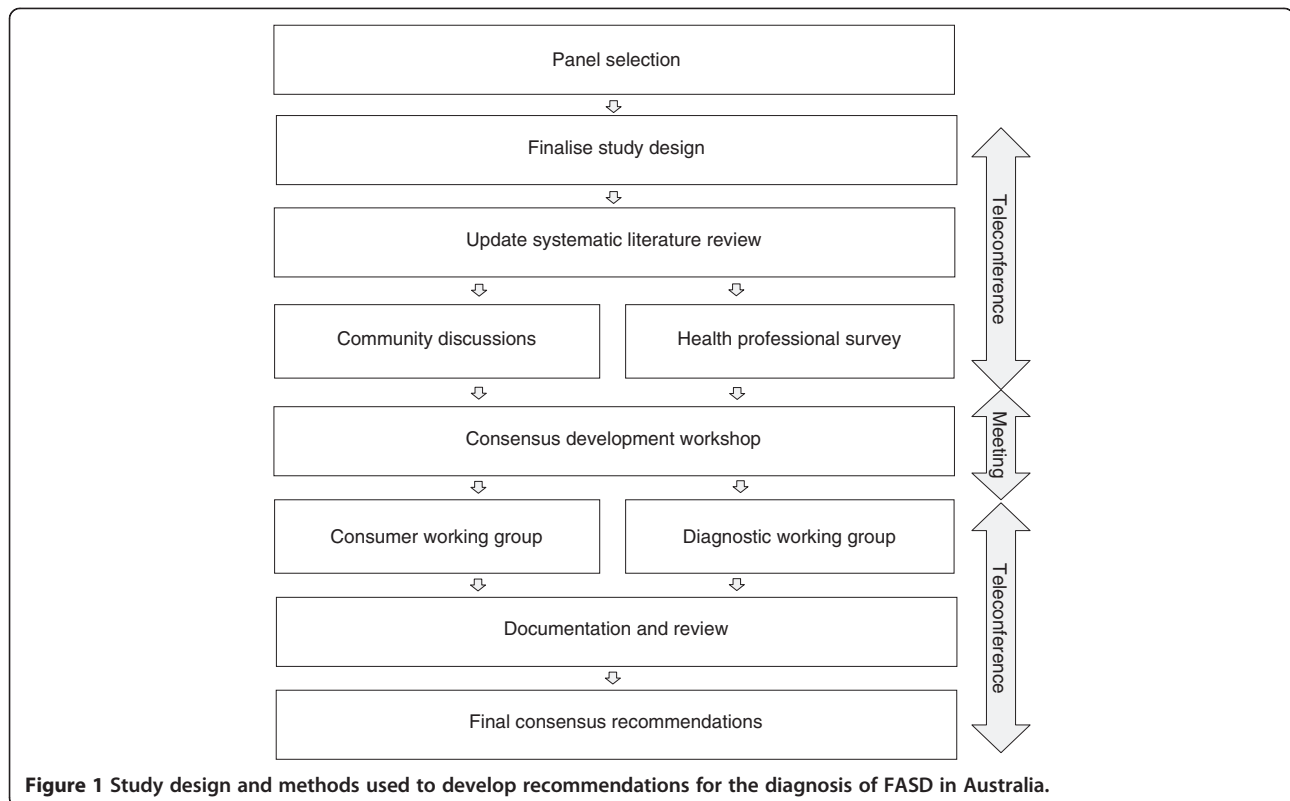 Panel selection
Finalise study design
Update systematic literature review
Community discussions
Health professional survey
Consensus development workshop
Consumer working group
Diagnostic working group
Documentation and review
Final consensus recommendations
Teleconference
Meeting
Teleconference
Figure 1 Study design and methods used to develop recommendations for the diagnosis of FASD in Australia.